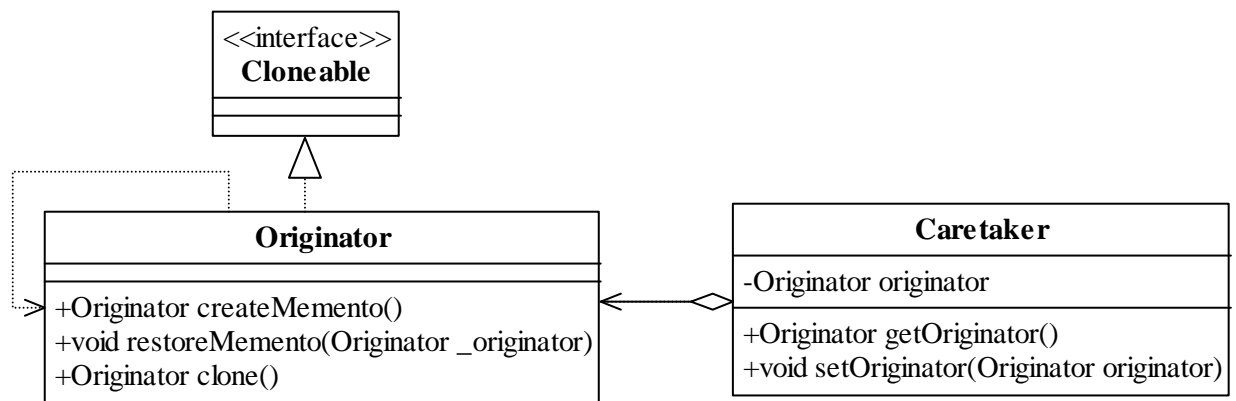 <<interface>>
Cloneable
Originator
+Originator createMemento()
+void restoreMemento(Originator _originator)
+Originator clone()
Caretaker
-Originator originator
+Originator getOriginator()
+void setOriginator(Originator originator)